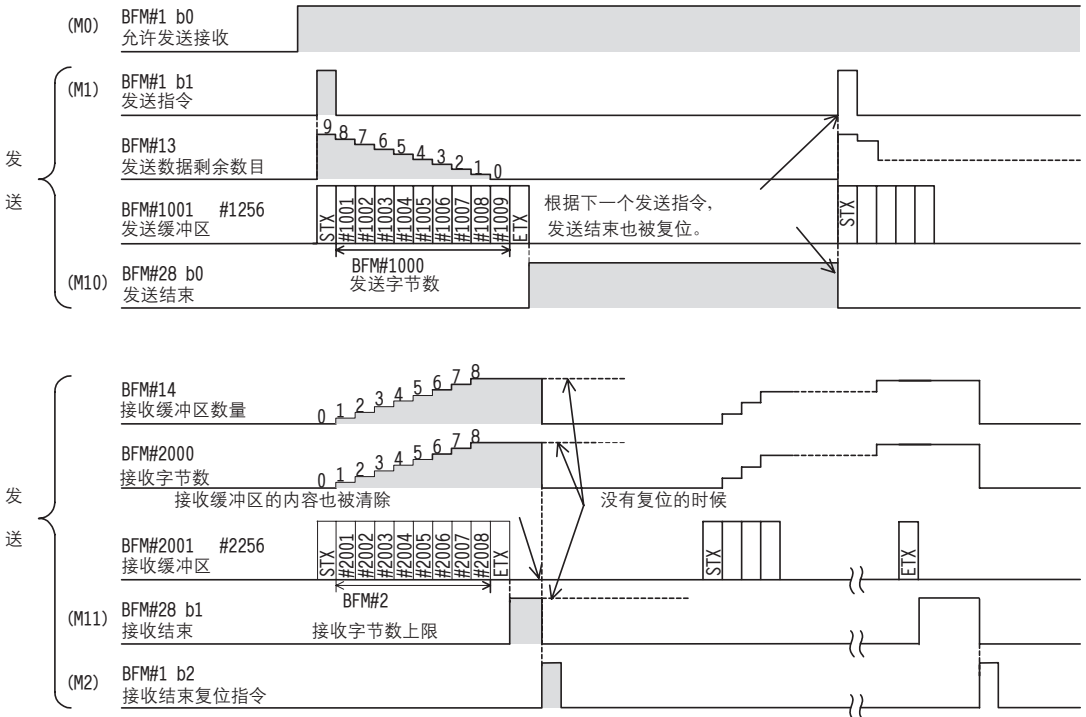 (M0) BFM#1 b0
允许发送接收
发
送
(M1) BFM#1 b1
发送指令
9 8 7 6 5 4 3 2 1 0
BFM#13
发送数据剩余数目
BFM#1001 #1256
发送缓冲区
STX #1001 #1002 #1003 #1004 #1005 #1006 #1007 #1008 #1009 ETX
根据下一个发送指令,
发送结束也被复位。
STX
BFM#1000
发送字节数
(M10) BFM#28 b0
发送结束
发
送
BFM#14
接收缓冲区数量
0 1 2 3 4 5 6 7 8
BFM#2000
接收字节数
0 1 2 3 4 5 6 7 8
接收缓冲区的内容也被清除
没有复位的时候
BFM#2001 #2256
接收缓冲区
STX #2001 #2002 #2003 #2004 #2005 #2006 #2007 #2008 ETX
STX
ETX
BFM#2
接收字节数上限
(M11) BFM#28 b1
接收结束
(M2) BFM#1 b2
接收结束复位指令